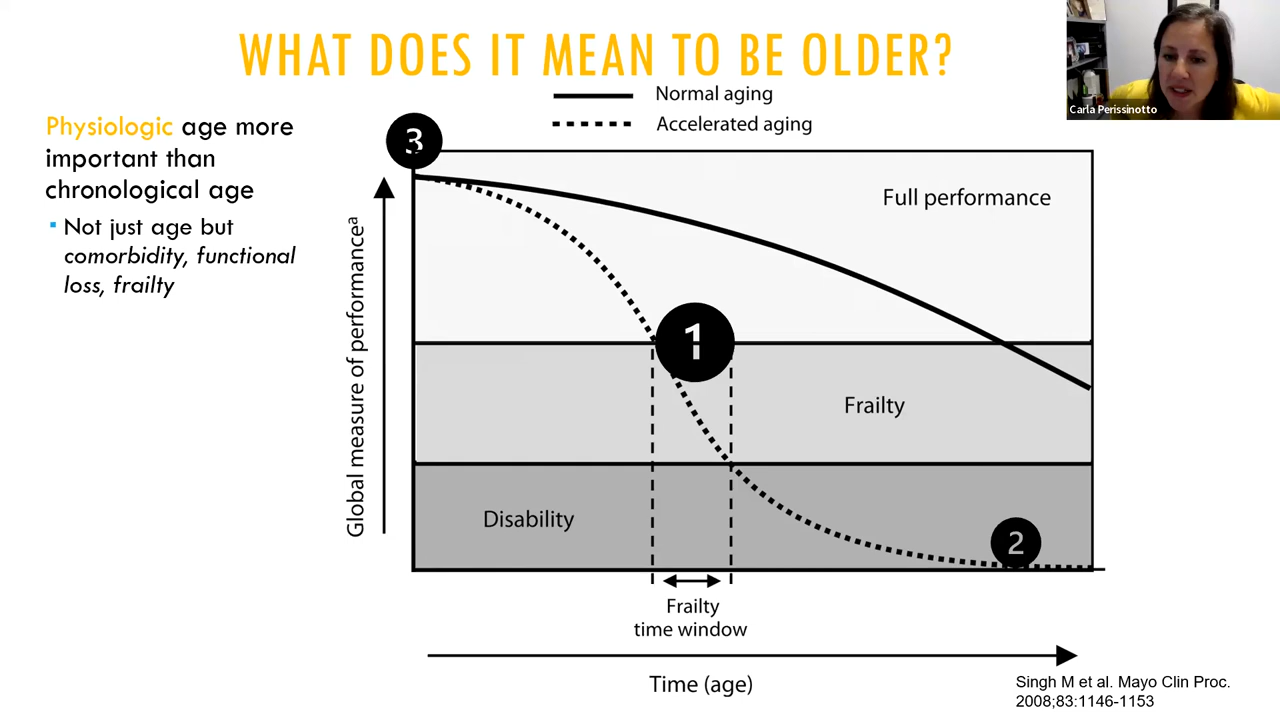 WHAT DOES IT MEAN TO BE OLDER?
Carla Perissinotto
Physiologic age more
important than
chronological age
▪ Not just age but
comorbidity, functional
loss, frailty
Normal aging
Accelerated aging
3
Full performance
Global measure of performanceᵃ
1
Frailty
Disability
2
Frailty
time window
Time (age)
Singh M et al. Mayo Clin Proc.
2008;83:1146-1153